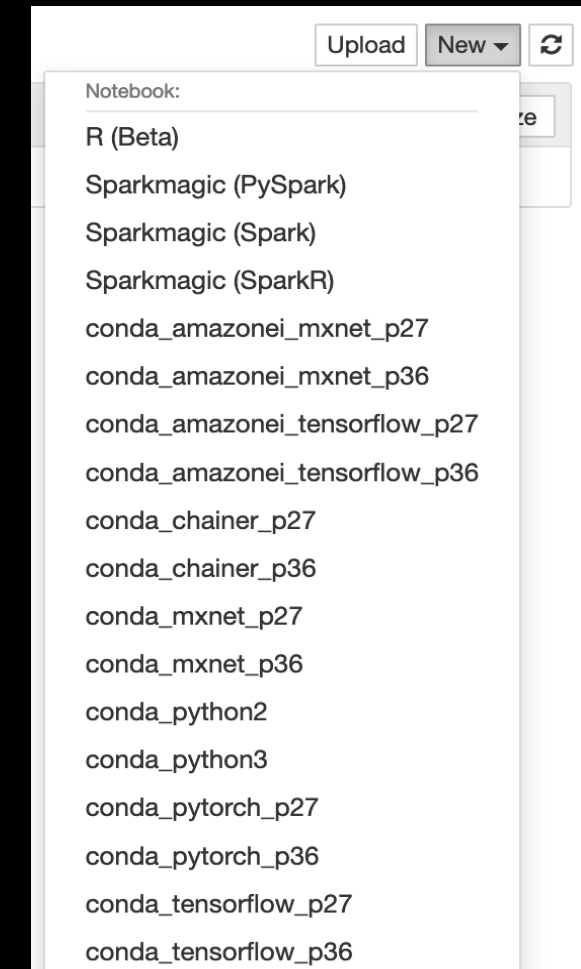 Upload New
Notebook:
ze
R (Beta)
Sparkmagic (PySpark)
Sparkmagic (Spark)
Sparkmagic (SparkR)
conda_amazonei_mxnet_p27
conda_amazonei_mxnet_p36
conda_amazonei_tensorflow_p27
conda_amazonei_tensorflow_p36
conda_chainer_p27
conda_chainer_p36
conda_mxnet_p27
conda_mxnet_p36
conda_python2
conda_python3
conda_pytorch_p27
conda_pytorch_p36
conda_tensorflow_p27
conda_tensorflow_p36